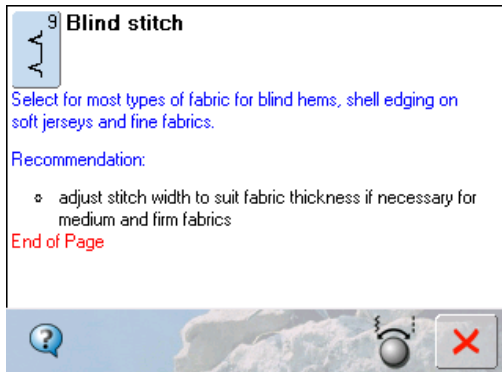 9 Blind stitch
Select for most types of fabric for blind hems, shell edging on
soft jerseys and fine fabrics.
Recommendation:
adjust stitch width to suit fabric thickness if necessary for
medium and firm fabrics
End of Page
?